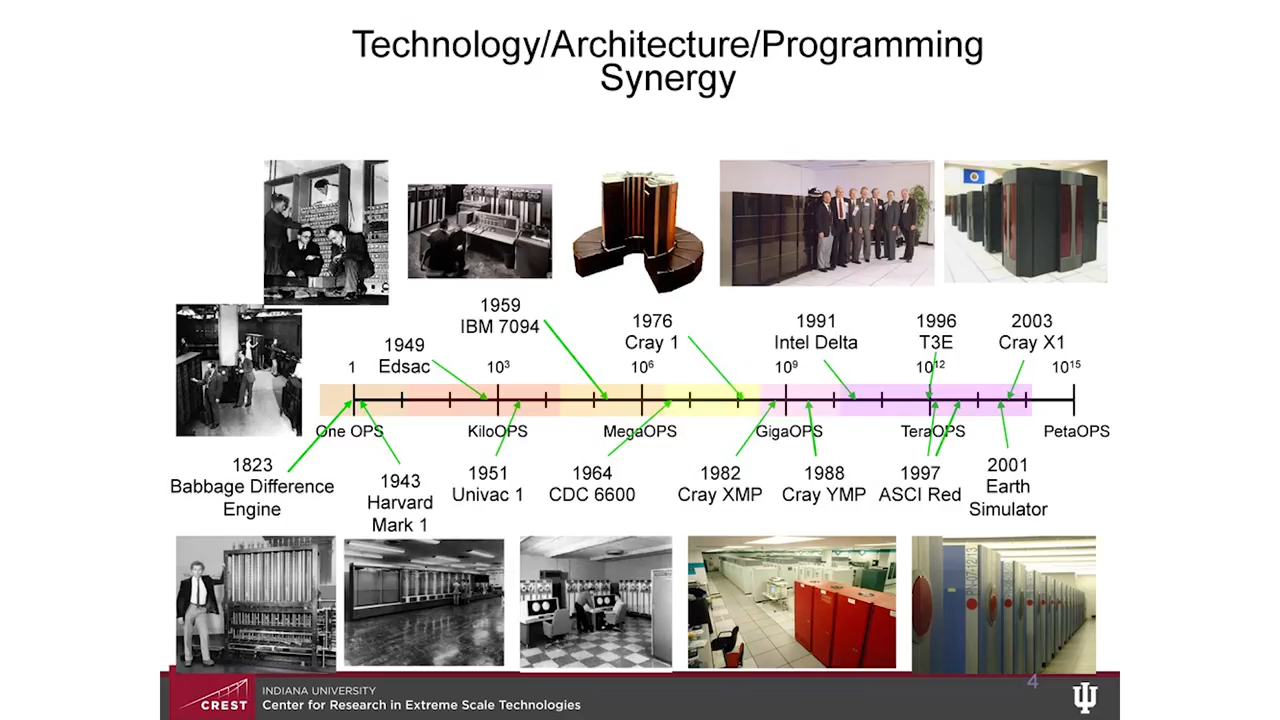 Technology/Architecture/Programming
Synergy
1959
IBM 7094
1976
Cray 1
1991
Intel Delta
1996
T3E
2003
Cray X1
1949
Edsac
1
10³
10⁶
10⁹
10¹²
10¹⁵
One OPS
KiloOPS
MegaOPS
GigaOPS
TeraOPS
PetaOPS
1823
Babbage Difference
Engine
1943
Harvard
Mark 1
1951
Univac 1
1964
CDC 6600
1982
Cray XMP
1988
Cray YMP
1997
ASCI Red
2001
Earth
Simulator
4
CREST
INDIANA UNIVERSITY
Center for Research in Extreme Scale Technologies